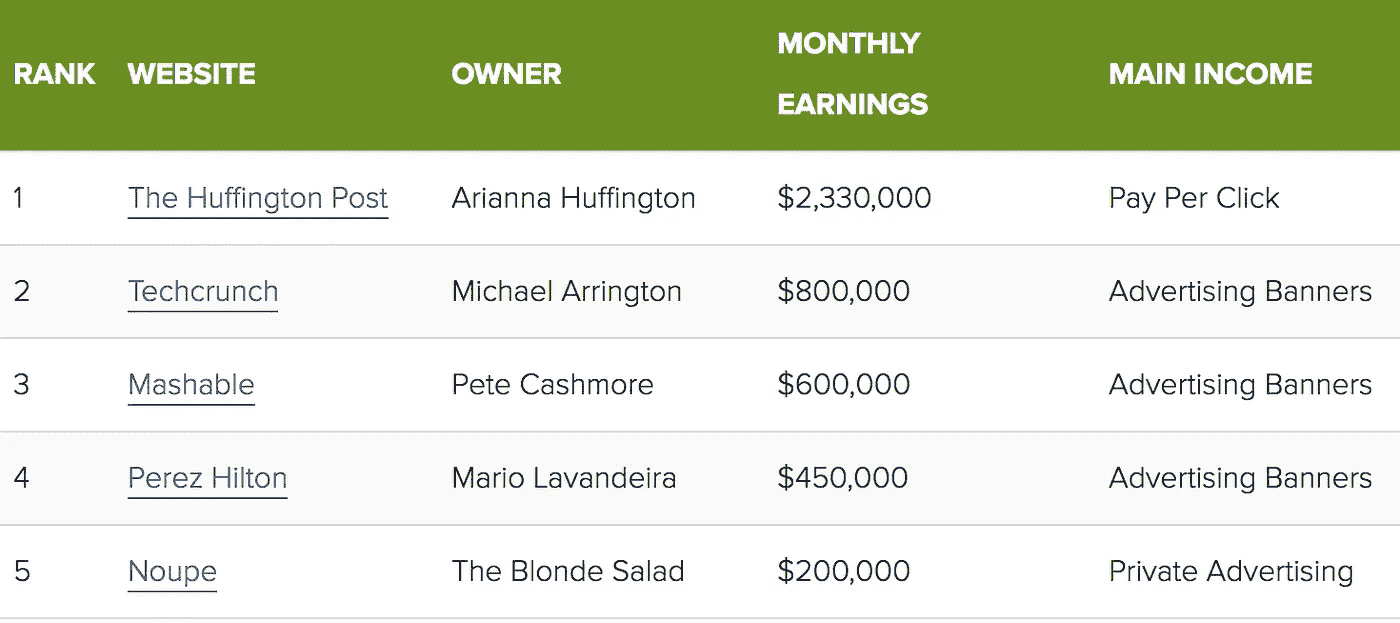 RANK WEBSITE OWNER MONTHLY EARNINGS MAIN INCOME
1 The Huffington Post Arianna Huffington $2,330,000 Pay Per Click
2 Techcrunch Michael Arrington $800,000 Advertising Banners
3 Mashable Pete Cashmore $600,000 Advertising Banners
4 Perez Hilton Mario Lavandeira $450,000 Advertising Banners
5 Noupe The Blonde Salad $200,000 Private Advertising